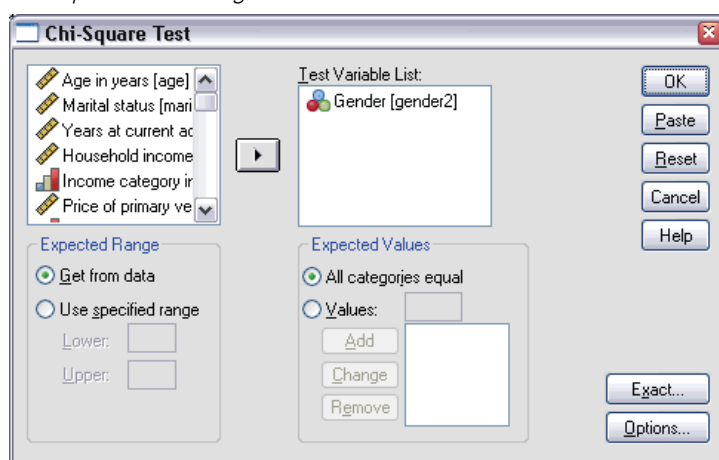 Chi-Square Test
Age in years [age]
Marital status [mari
Years at current ac
Household income
Income category ir
Price of primary ve
Test Variable List:
Gender [gender2]
OK
Paste
Reset
Cancel
Help
Expected Range
Get from data
Use specified range
Lower:
Upper:
Expected Values
All categories equal
Values:
Add
Change
Remove
Exact...
Options...